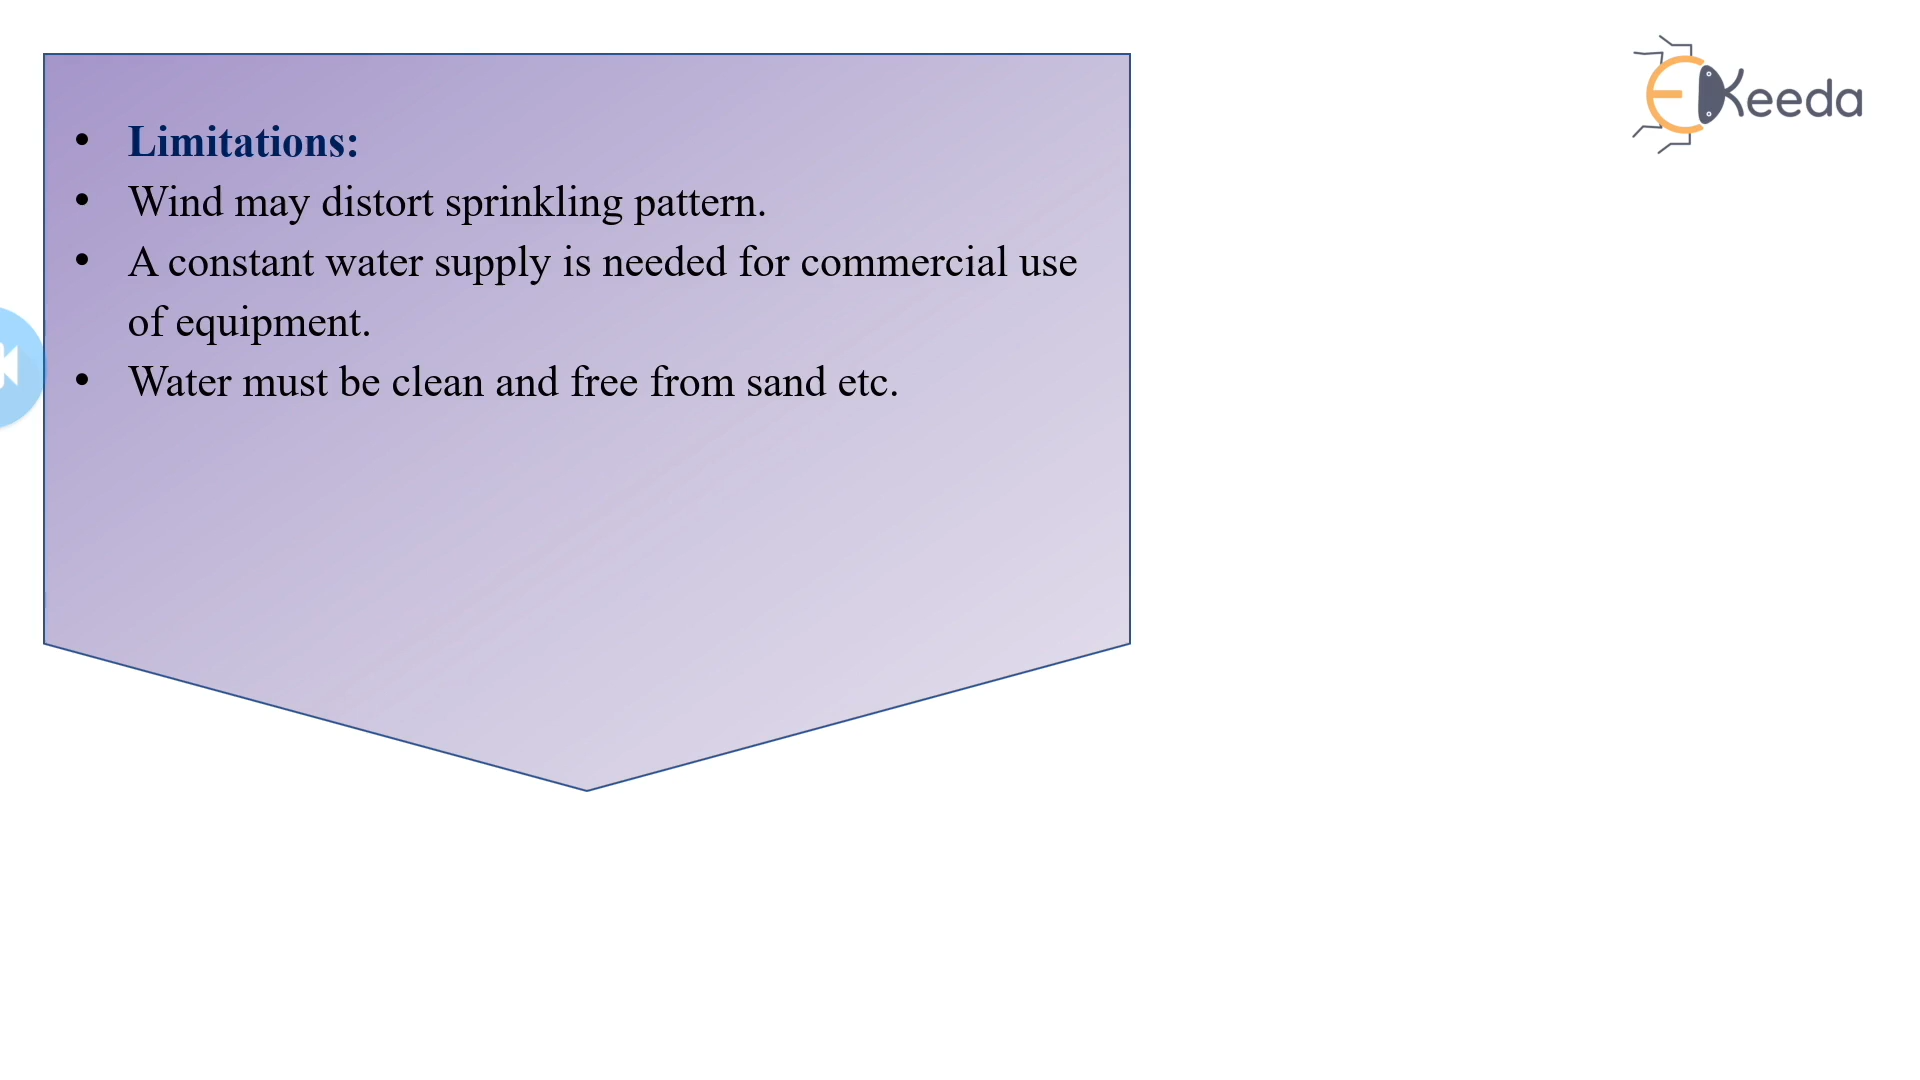 • Limitations:
• Wind may distort sprinkling pattern.
• A constant water supply is needed for commercial use
of equipment.
• Water must be clean and free from sand etc.
EKeeda